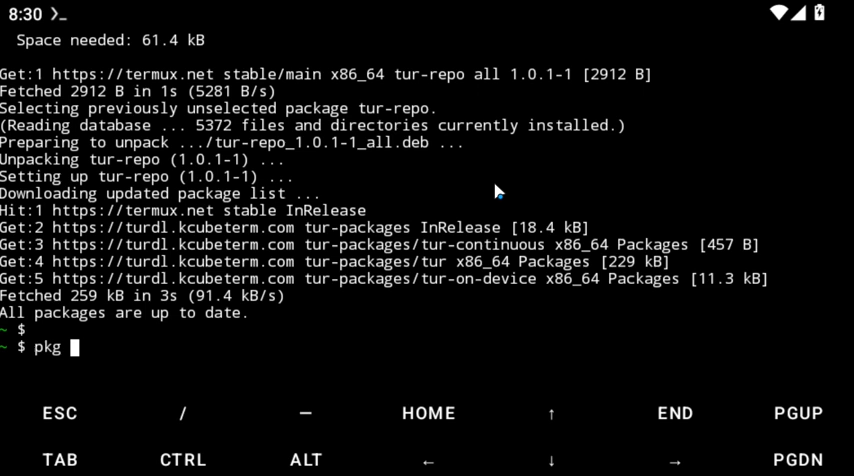 8:30 >_
Space needed: 61.4 kB
Get:1 https://termux.net stable/main x86_64 tur-repo all 1.0.1-1 [2912 B]
Fetched 2912 B in 1s (5281 B/s)
Selecting previously unselected package tur-repo.
(Reading database ... 5372 files and directories currently installed.)
Preparing to unpack .../tur-repo_1.0.1-1_all.deb ...
Unpacking tur-repo (1.0.1-1) ...
Setting up tur-repo (1.0.1-1) ...
Downloading updated package list ...
Hit:1 https://termux.net stable InRelease
Get:2 https://turdl.kcubeterm.com tur-packages InRelease [18.4 kB]
Get:3 https://turdl.kcubeterm.com tur-packages/tur-continuous x86_64 Packages [457 B]
Get:4 https://turdl.kcubeterm.com tur-packages/tur x86_64 Packages [229 kB]
Get:5 https://turdl.kcubeterm.com tur-packages/tur-on-device x86_64 Packages [11.3 kB]
Fetched 259 kB in 3s (91.4 kB/s)
All packages are up to date.
~ $
~ $ pkg
ESC / — HOME ↑ END PGUP
TAB CTRL ALT ← ↓ → PGDN